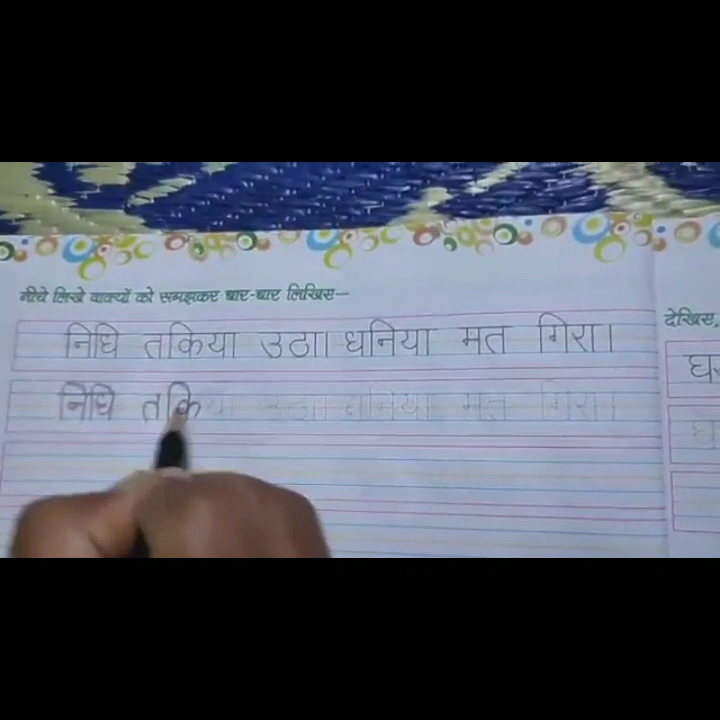 नीचे लिखे वाक्यों को समझकर बार-बार लिखिए—
निधि तकिया उठा। धनिया मत गिरा।
निधि तकिया उठा। धनिया मत गिरा।
देखिए,